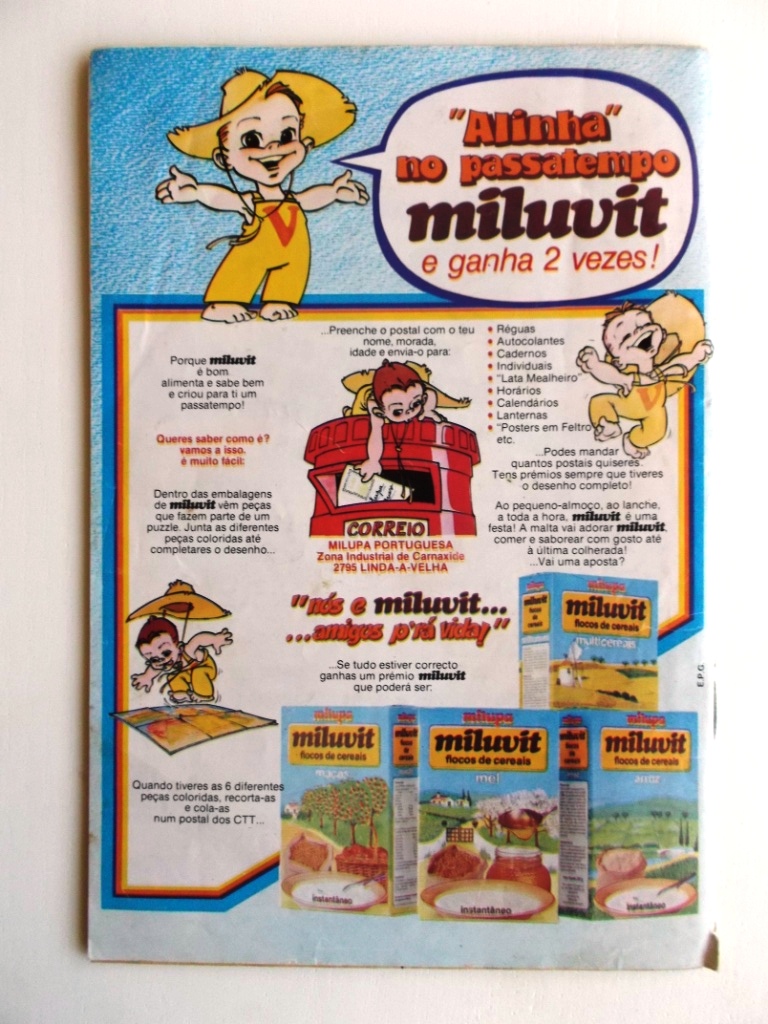 "Alinha"
no passatempo
miluvit
e ganha 2 vezes!
V
Porque miluvit
é bom
alimenta e sabe bem
e criou para ti um
passatempo!
Queres saber como é?
vamos a isso.
é muito fácil:
Dentro das embalagens
de miluvit vêm peças
que fazem parte de um
puzzle. Junta as diferentes
peças coloridas até
completares o desenho...
Quando tiveres as 6 diferentes
peças coloridas, recorta-as
e cola-as
num postal dos CTT...
...Preenche o postal com o teu
nome, morada,
idade e envia-o para:
CORREIO
MILUPA PORTUGUESA
Zona Industrial de Carnaxide
2795 LINDA-A-VELHA
"nós e miluvit...
...amigos p'rá vida!"
...Se tudo estiver correcto
ganhas um prémio miluvit
que poderá ser:
• Réguas
• Autocolantes
• Cadernos
• Individuais
• "Lata Mealheiro"
• Horários
• Calendários
• Lanternas
• "Posters em Feltro
etc.
V
...Podes mandar
quantos postais quiseres.
Tens prémios sempre que tiveres
o desenho completo!
Ao pequeno-almoço, ao lanche,
a toda a hora, miluvit é uma
festa! A malta vai adorar miluvit,
comer e saborear com gosto até
à última colherada!
...Vai uma aposta?
milupa
miluvit
flocos de cereais
multicereais
milupa
miluvit
flocos de cereais
maçãs
instantâneo
milupa
miluvit
flocos de cereais
mel
instantâneo
milupa
miluvit
flocos de cereais
arroz
instantâneo
E.P.G.